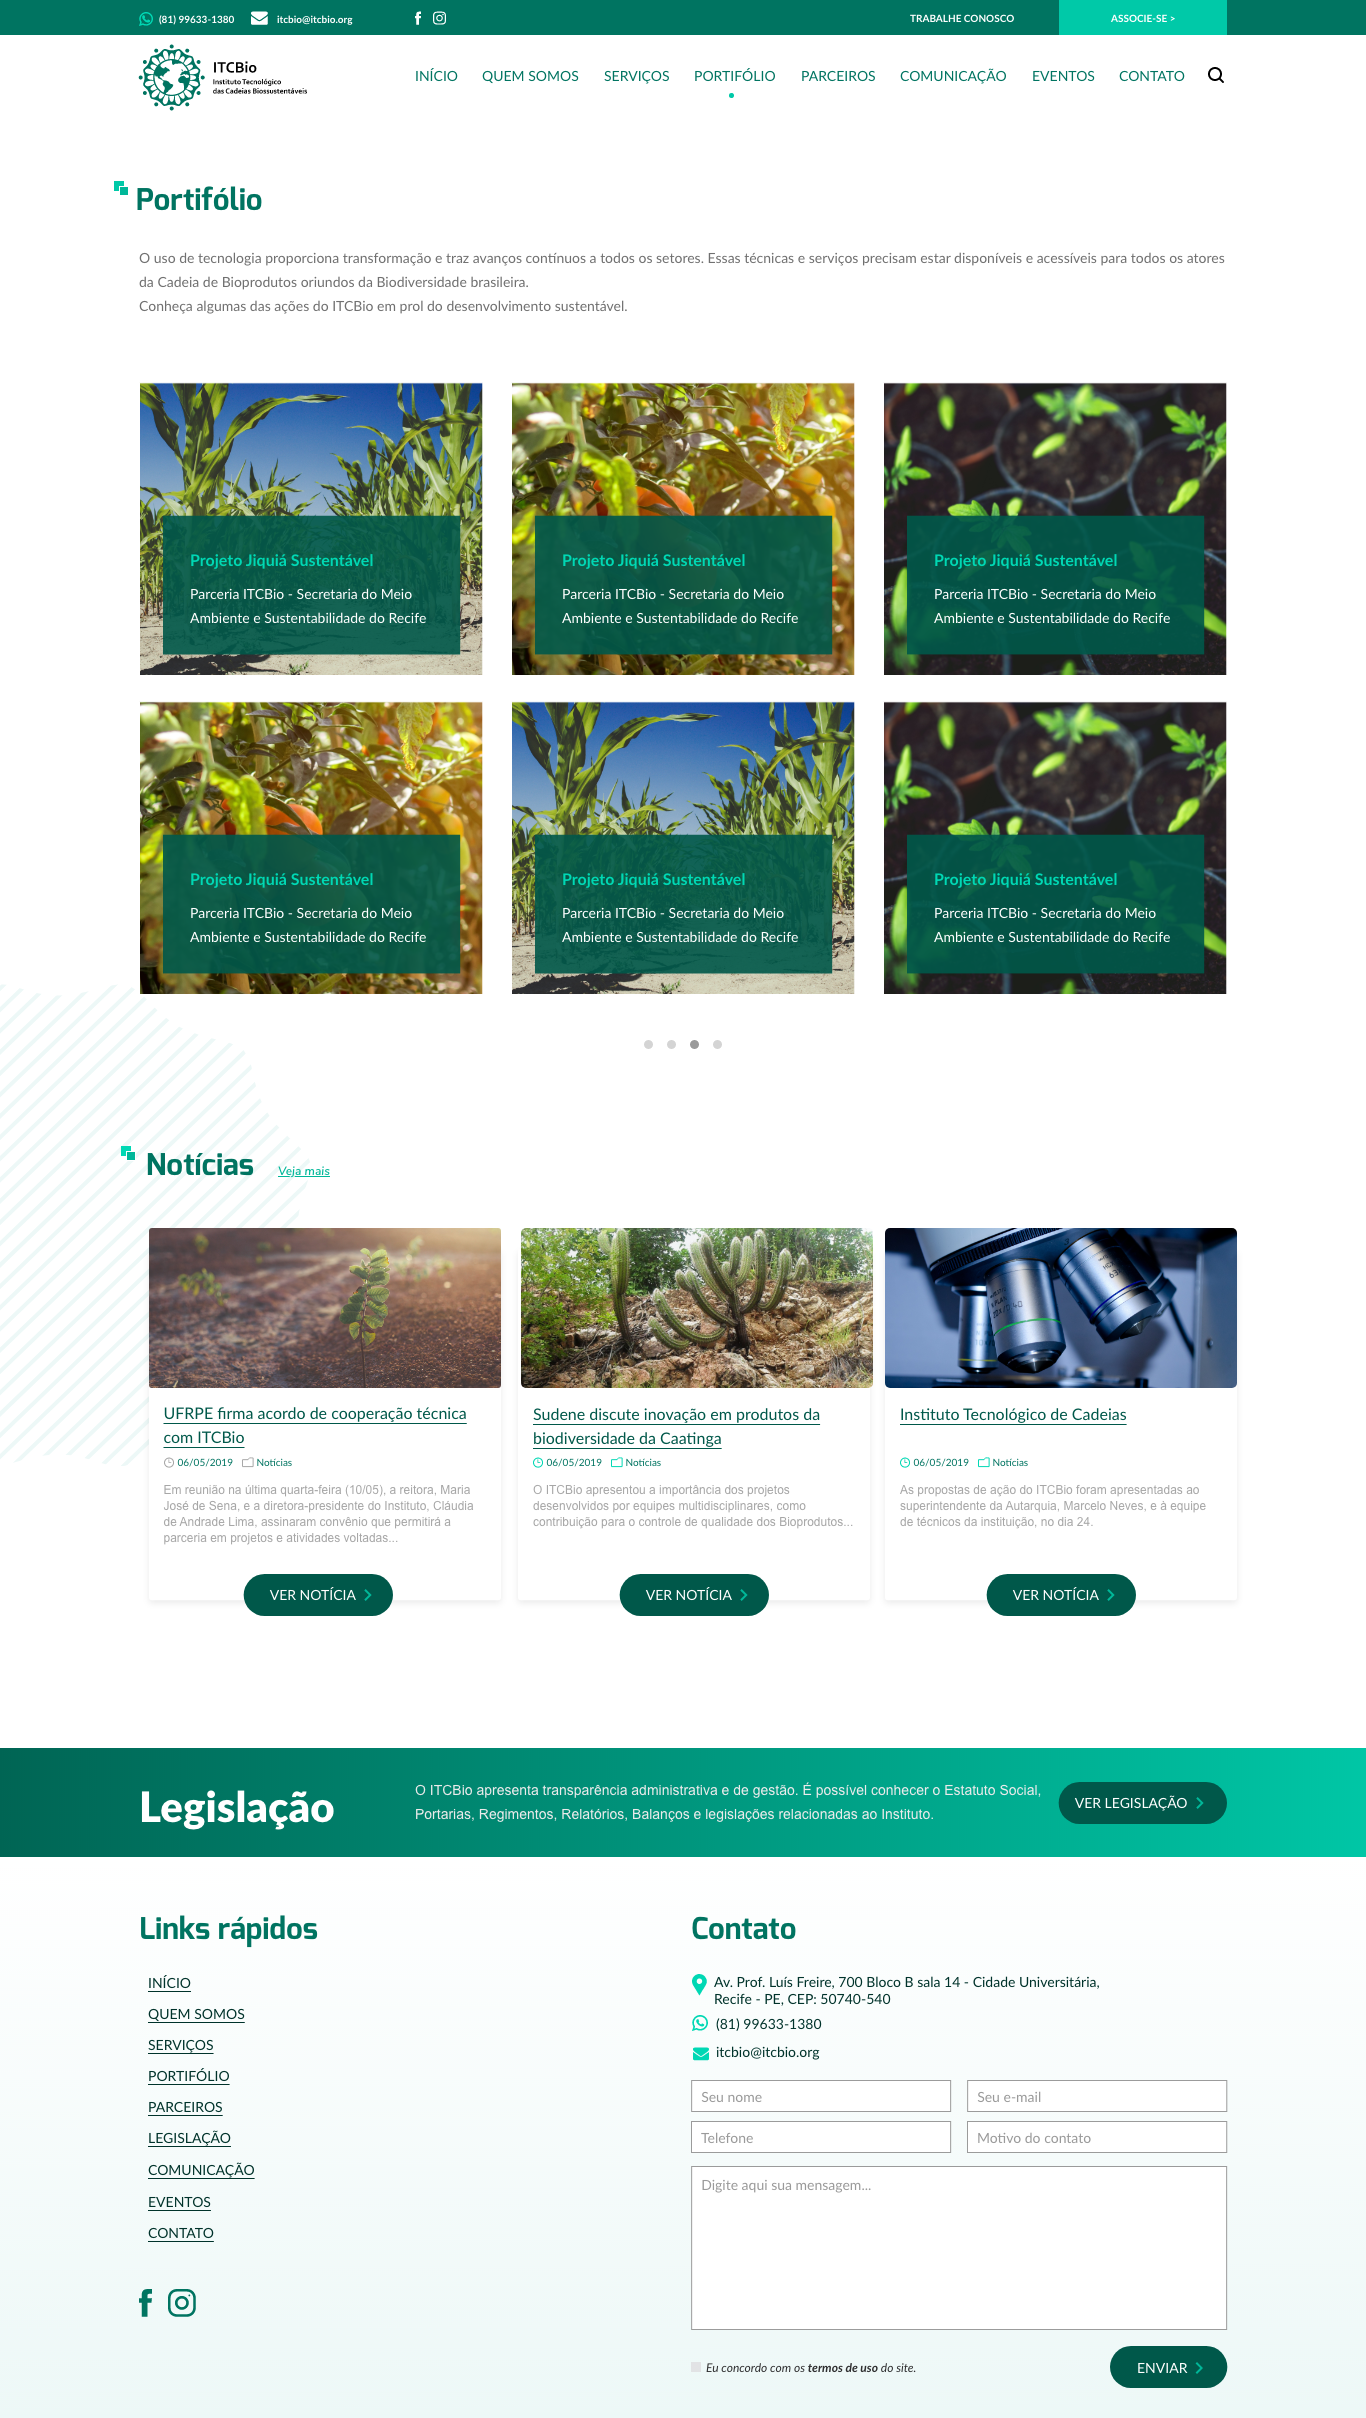 (81) 99633-1380
itcbio@itcbio.org
TRABALHE CONOSCO
ASSOCIE-SE >
ITCBio
Instituto Tecnológico
das Cadeias Biossustentáveis
INÍCIO
QUEM SOMOS
SERVIÇOS
PORTIFÓLIO
PARCEIROS
COMUNICAÇÃO
EVENTOS
CONTATO
Portifólio
O uso de tecnologia proporciona transformação e traz avanços contínuos a todos os setores. Essas técnicas e serviços precisam estar disponíveis e acessíveis para todos os atores
da Cadeia de Bioprodutos oriundos da Biodiversidade brasileira.
Conheça algumas das ações do ITCBio em prol do desenvolvimento sustentável.
Projeto Jiquiá Sustentável
Parceria ITCBio - Secretaria do Meio
Ambiente e Sustentabilidade do Recife
Projeto Jiquiá Sustentável
Parceria ITCBio - Secretaria do Meio
Ambiente e Sustentabilidade do Recife
Projeto Jiquiá Sustentável
Parceria ITCBio - Secretaria do Meio
Ambiente e Sustentabilidade do Recife
Projeto Jiquiá Sustentável
Parceria ITCBio - Secretaria do Meio
Ambiente e Sustentabilidade do Recife
Projeto Jiquiá Sustentável
Parceria ITCBio - Secretaria do Meio
Ambiente e Sustentabilidade do Recife
Projeto Jiquiá Sustentável
Parceria ITCBio - Secretaria do Meio
Ambiente e Sustentabilidade do Recife
Notícias
Veja mais
UFRPE firma acordo de cooperação técnica
com ITCBio
06/05/2019
Notícias
Em reunião na última quarta-feira (10/05), a reitora, Maria
José de Sena, e a diretora-presidente do Instituto, Cláudia
de Andrade Lima, assinaram convênio que permitirá a
parceria em projetos e atividades voltadas...
VER NOTÍCIA
Sudene discute inovação em produtos da
biodiversidade da Caatinga
06/05/2019
Notícias
O ITCBio apresentou a importância dos projetos
desenvolvidos por equipes multidisciplinares, como
contribuição para o controle de qualidade dos Bioprodutos...
VER NOTÍCIA
Instituto Tecnológico de Cadeias
06/05/2019
Notícias
As propostas de ação do ITCBio foram apresentadas ao
superintendente da Autarquia, Marcelo Neves, e à equipe
de técnicos da instituição, no dia 24.
VER NOTÍCIA
Legislação
O ITCBio apresenta transparência administrativa e de gestão. É possível conhecer o Estatuto Social,
Portarias, Regimentos, Relatórios, Balanços e legislações relacionadas ao Instituto.
VER LEGISLAÇÃO
Links rápidos
INÍCIO
QUEM SOMOS
SERVIÇOS
PORTIFÓLIO
PARCEIROS
LEGISLAÇÃO
COMUNICAÇÃO
EVENTOS
CONTATO
Contato
Av. Prof. Luís Freire, 700 Bloco B sala 14 - Cidade Universitária,
Recife - PE, CEP: 50740-540
(81) 99633-1380
itcbio@itcbio.org
Seu nome
Seu e-mail
Telefone
Motivo do contato
Digite aqui sua mensagem...
Eu concordo com os termos de uso do site.
ENVIAR